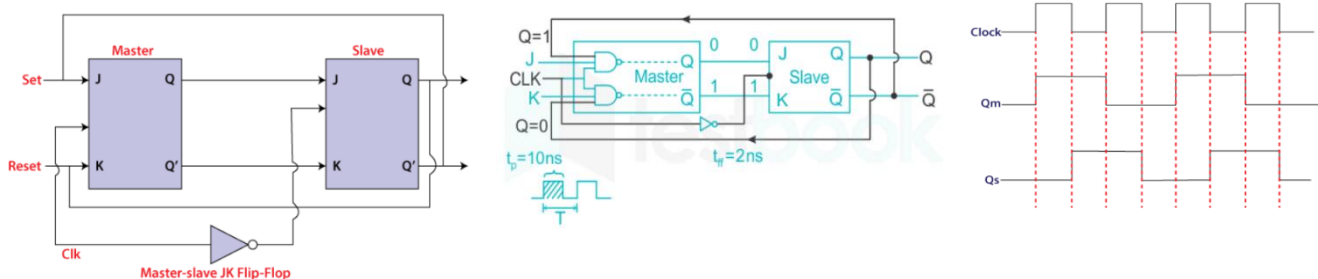 Master
Slave
Set
J
Q
J
Q
Reset
K
Q'
K
Q'
Clk
Master-slave JK Flip-Flop
Q=1
J
CLK
K
Q=0
Master
Q
Q̅
0
0
1
1
J
Q
Slave
K
Q̅
Q
Q̅
testbook
tp=10ns
tff=2ns
T
Clock
Qm
Qs